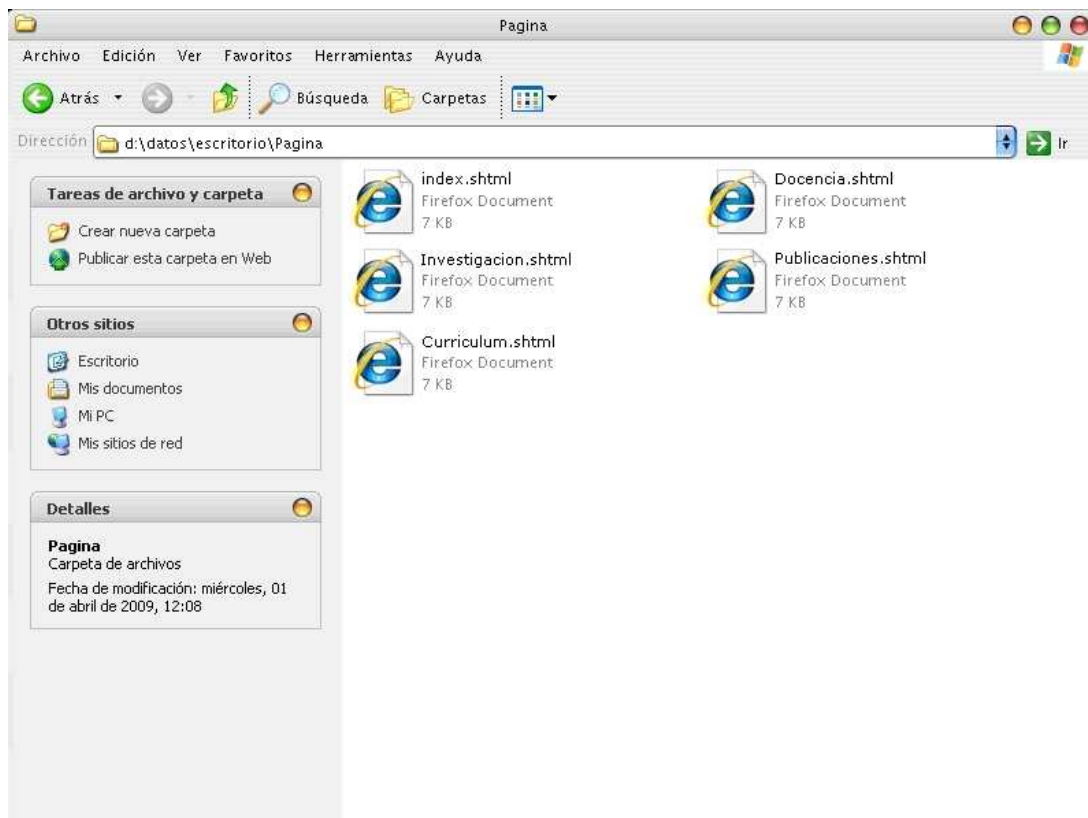 Pagina
Archivo Edición Ver Favoritos Herramientas Ayuda
Atrás Búsqueda Carpetas
Dirección d:\datos\escritorio\Pagina Ir
Tareas de archivo y carpeta
Crear nueva carpeta
Publicar esta carpeta en Web
Otros sitios
Escritorio
Mis documentos
Mi PC
Mis sitios de red
Detalles
Pagina
Carpeta de archivos
Fecha de modificación: miércoles, 01
de abril de 2009, 12:08
index.shtml
Firefox Document
7 KB
Docencia.shtml
Firefox Document
7 KB
Investigacion.shtml
Firefox Document
7 KB
Publicaciones.shtml
Firefox Document
7 KB
Curriculum.shtml
Firefox Document
7 KB